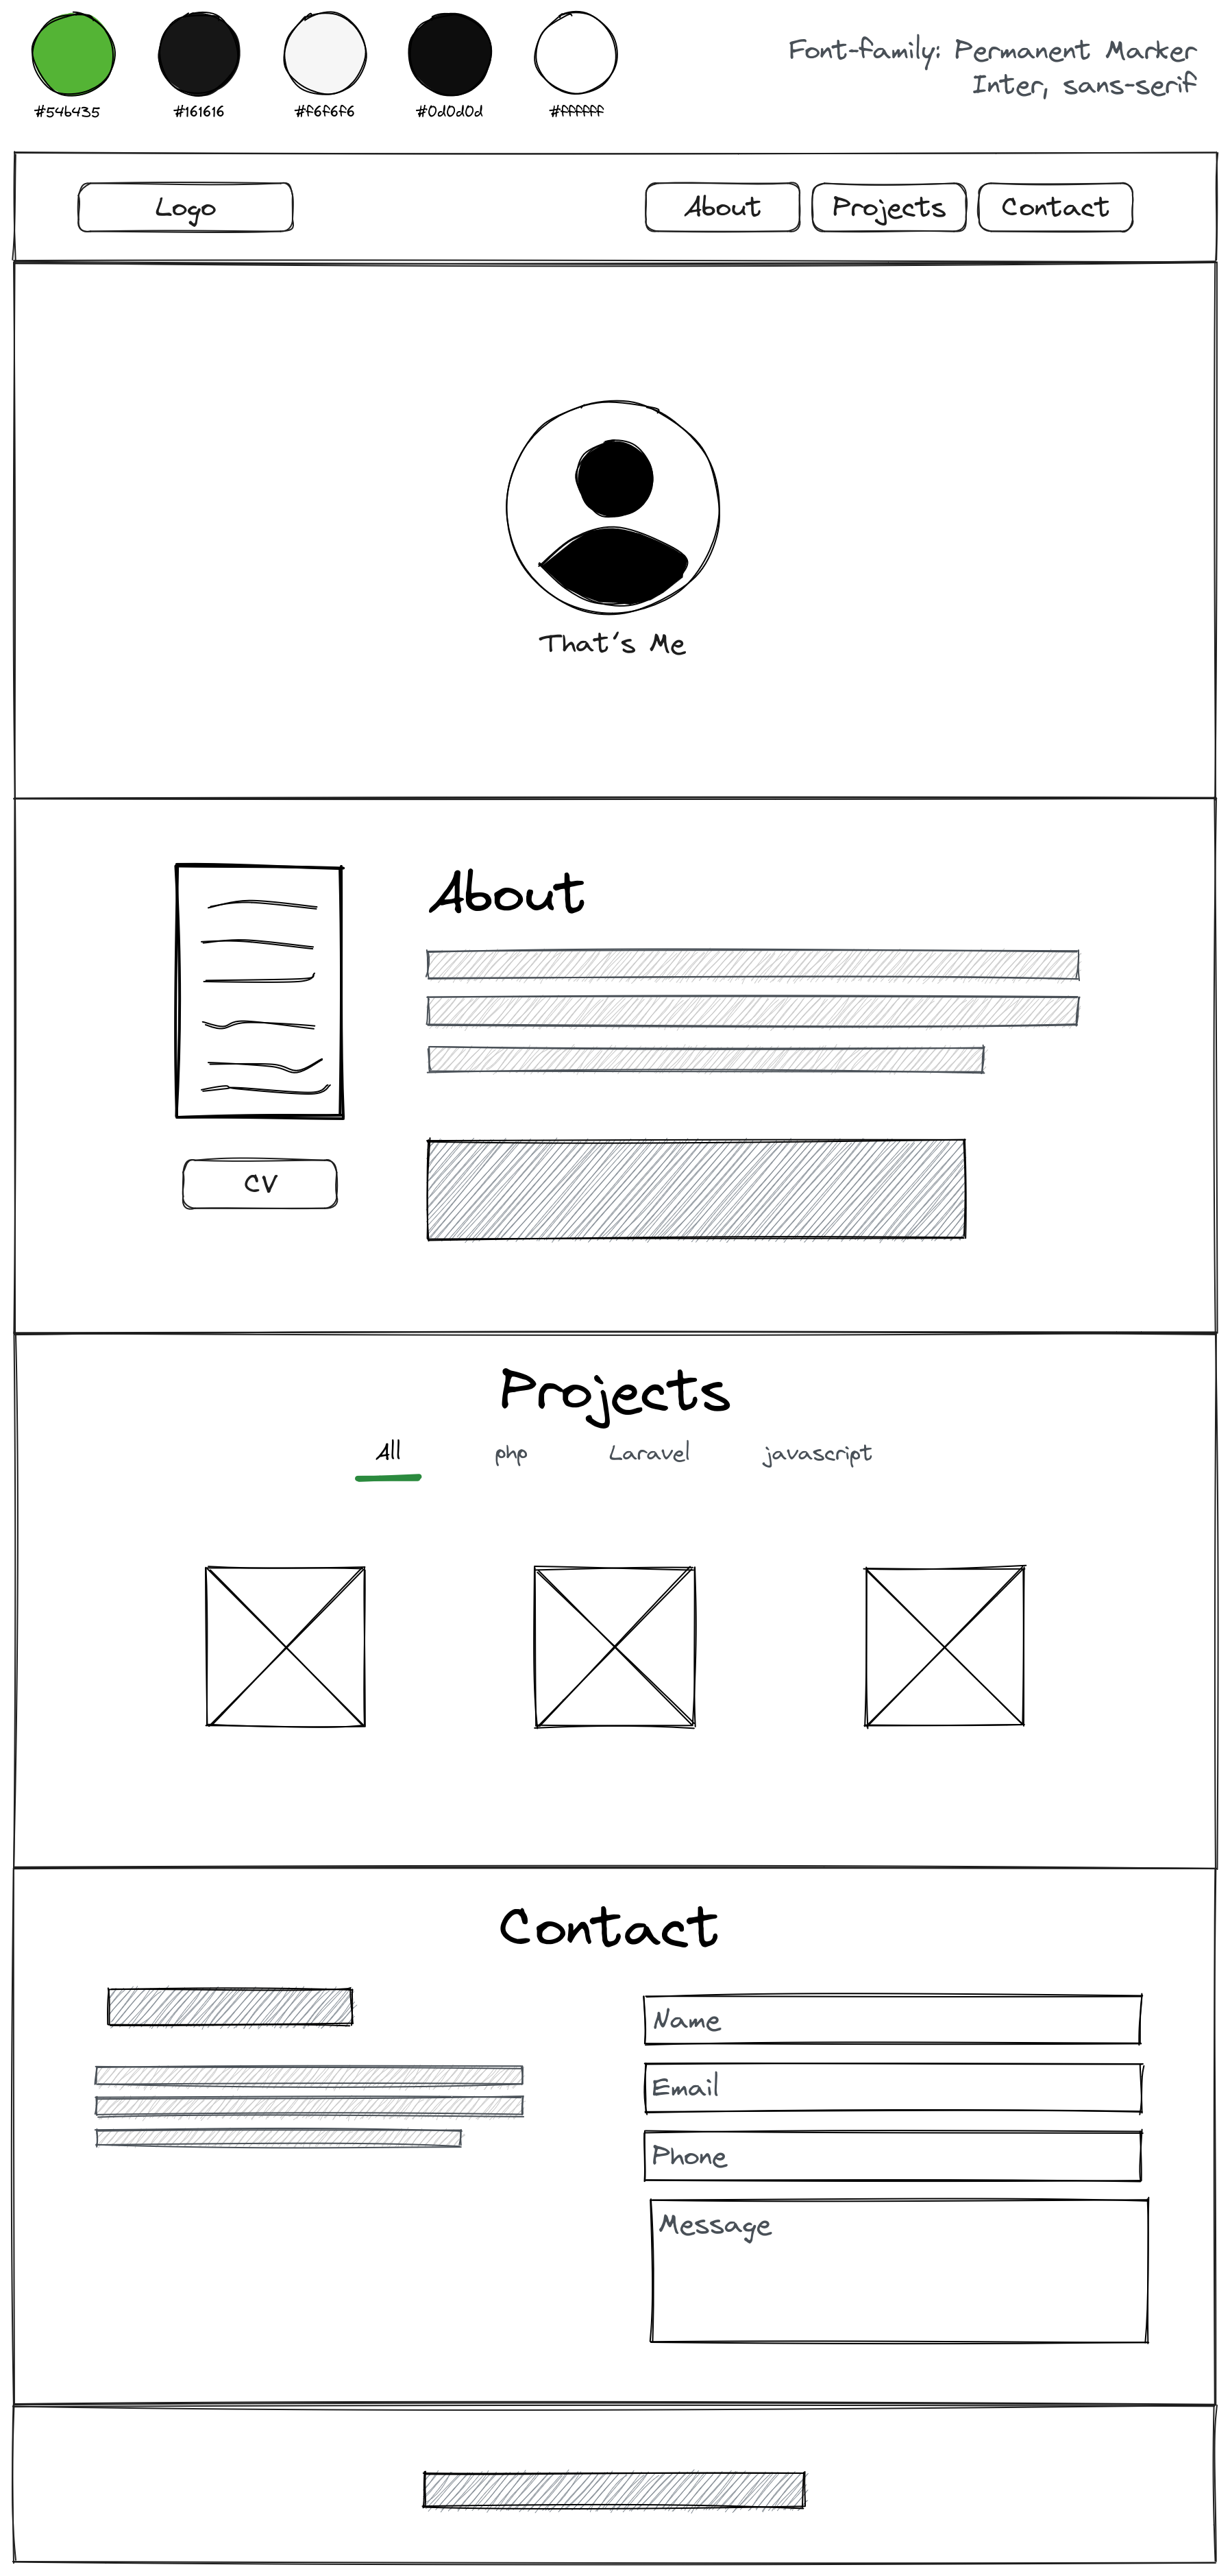 Font-family: Permanent Marker
Inter, sans-serif
#54b435 #161616 #f6f6f6 #0d0d0d #ffffff
Logo About Projects Contact
That's Me
About
CV
Projects
All php Laravel javascript
Contact
Name
Email
Phone
Message